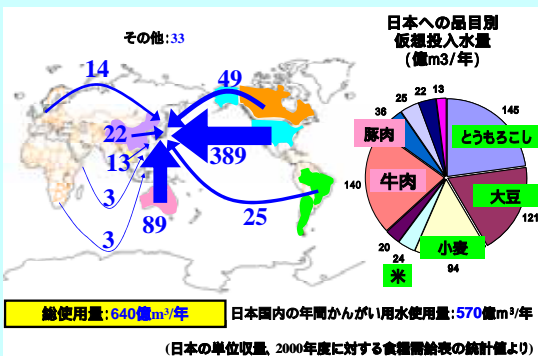 その他:33
日本への品目別
仮想投入水量
(億m3/年)
14
49
22
389
13
3
89
25
3
13
22
25
36
145
豚肉
とうもろこし
140
牛肉
大豆
121
20
小麦
24
米
94
総使用量:640億m³/年
日本国内の年間かんがい用水使用量:570億m³/年
(日本の単位収量、2000年度に対する食糧需給表の統計値より)